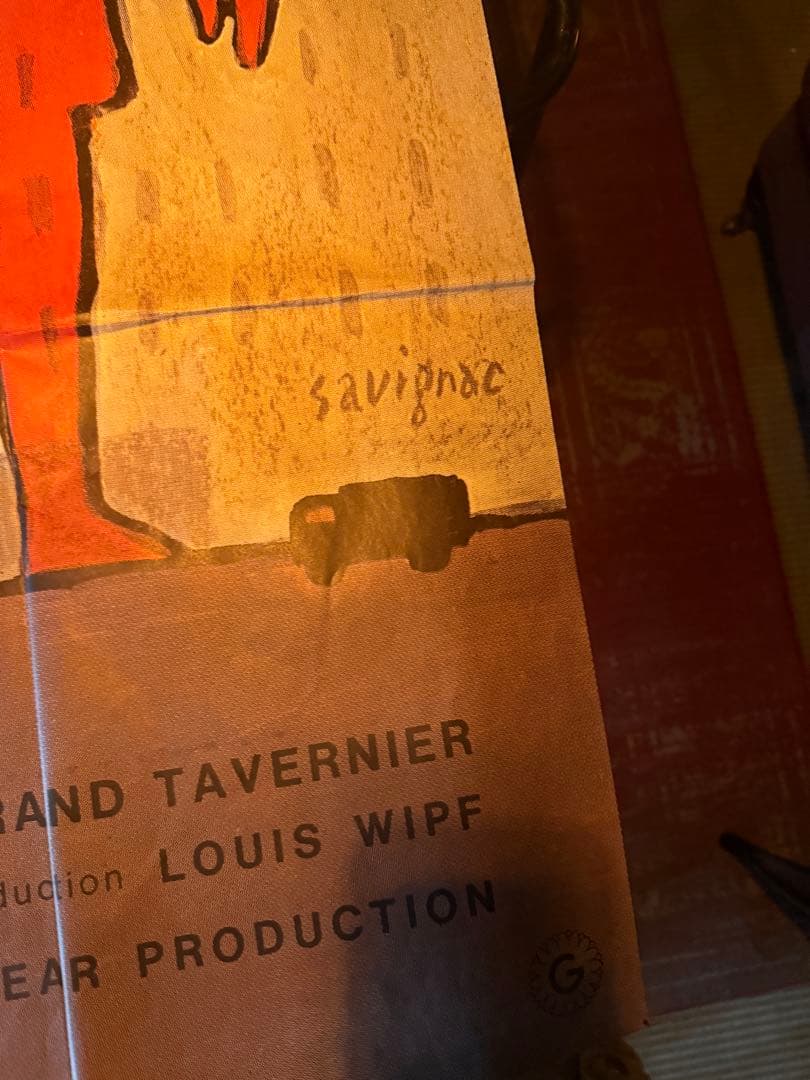 savignac
RAND TAVERNIER
duction LOUIS WIPF
EAR PRODUCTION
G